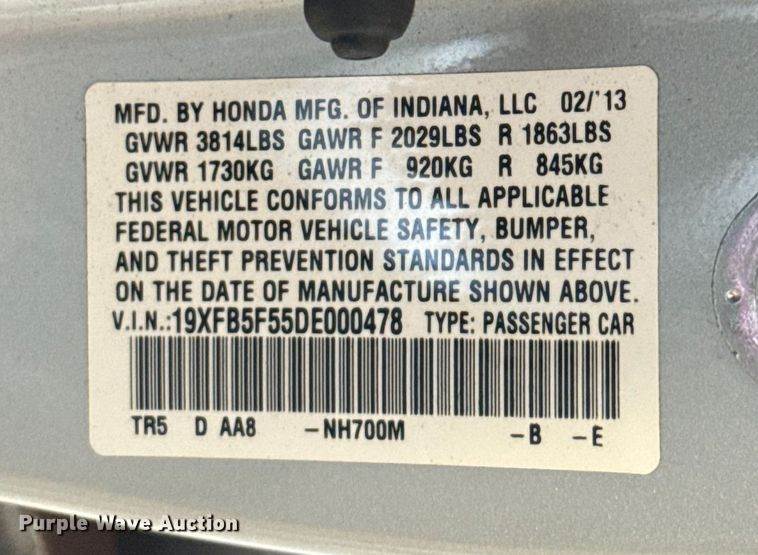 MFD. BY HONDA MFG. OF INDIANA, LLC 02/'13
GVWR 3814LBS GAWR F 2029LBS R 1863LBS
GVWR 1730KG GAWR F 920KG R 845KG
THIS VEHICLE CONFORMS TO ALL APPLICABLE
FEDERAL MOTOR VEHICLE SAFETY, BUMPER,
AND THEFT PREVENTION STANDARDS IN EFFECT
ON THE DATE OF MANUFACTURE SHOWN ABOVE.
V.I.N.:19XFB5F55DE000478 TYPE: PASSENGER CAR
TR5 D AA8 –NH700M –B –E
Purple Wave Auction